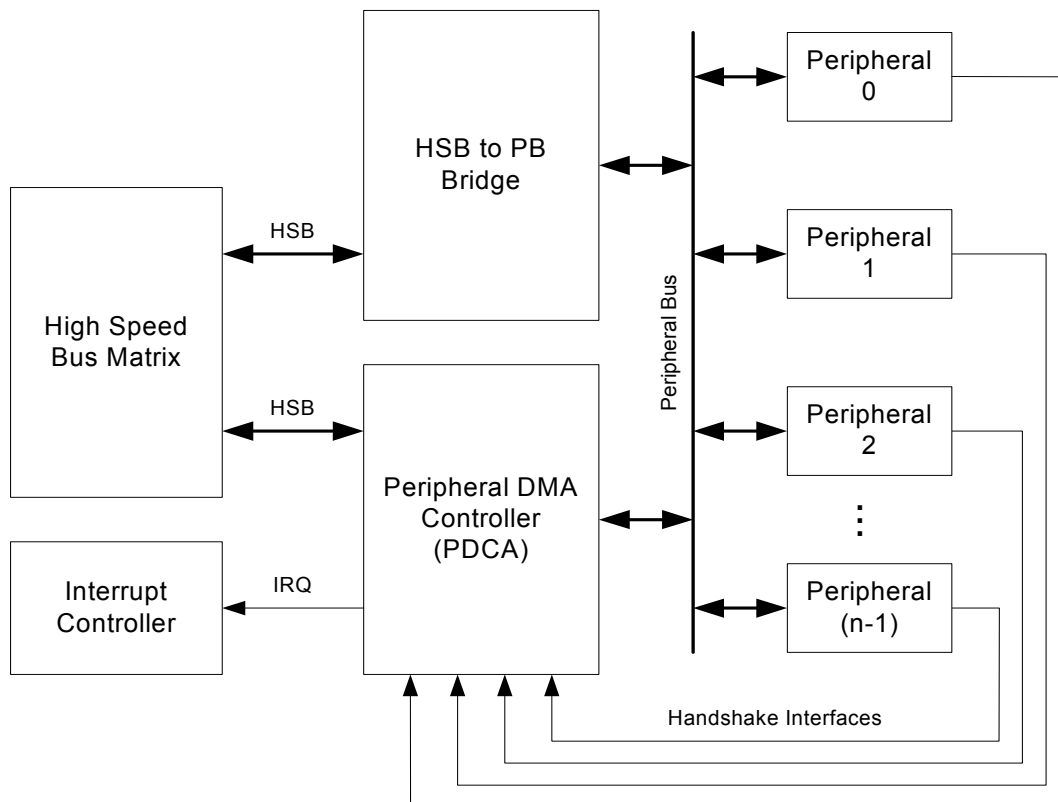 HSB to PB
Bridge
Peripheral
0
HSB
Peripheral
1
High Speed
Bus Matrix
Peripheral Bus
HSB
Peripheral DMA
Controller
(PDCA)
Peripheral
2
⋮
Interrupt
Controller
IRQ
Peripheral
(n-1)
Handshake Interfaces